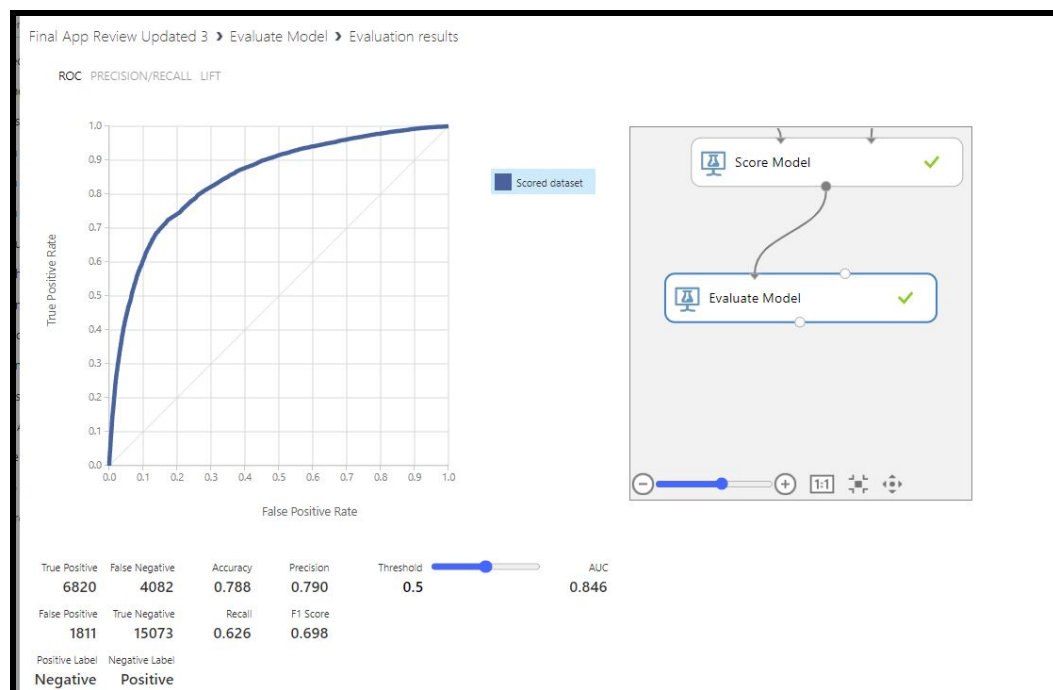 Final App Review Updated 3 › Evaluate Model › Evaluation results
ROC PRECISION/RECALL LIFT
1.0
0.9
0.8
0.7
0.6
0.5
0.4
0.3
0.2
0.1
0.0
True Positive Rate
0.0 0.1 0.2 0.3 0.4 0.5 0.6 0.7 0.8 0.9 1.0
False Positive Rate
Scored dataset
Score Model
Evaluate Model
1:1
True Positive False Negative Accuracy Precision Threshold AUC
6820 4082 0.788 0.790 0.5 0.846
False Positive True Negative Recall F1 Score
1811 15073 0.626 0.698
Positive Label Negative Label
Negative Positive